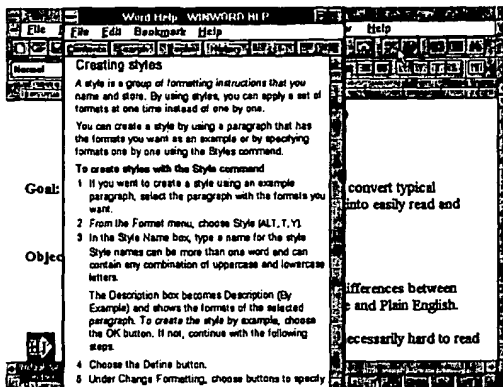 Word Help - WINWORD.HLP
File
File Edit Bookmark Help
w Help
Normal
Creating styles
A style is a group of formatting instructions that you
name and store. By using styles, you can apply a set of
formats at one time instead of one by one.
You can create a style by using a paragraph that has
the formats you want as an example or by specifying
formats one by one using the Styles command.
To create styles with the Style command
1 If you want to create a style using an example
paragraph, select the paragraph with the formats you
want.
2 From the Format menu, choose Style (ALT, T, Y).
3 In the Style Name box, type a name for the style
Style names can be more than one word and can
contain any combination of uppercase and lowercase
letters.
The Description box becomes Description (By
Example) and shows the formats of the selected
paragraph. To create the style by example, choose
the OK button. If not, continue with the following
steps.
4 Choose the Define button.
5 Under Change Formatting, choose buttons to specify
Goal:
convert typical
into easily read and
Objec
ifferences between
e and Plain English.
ecessarily hard to read